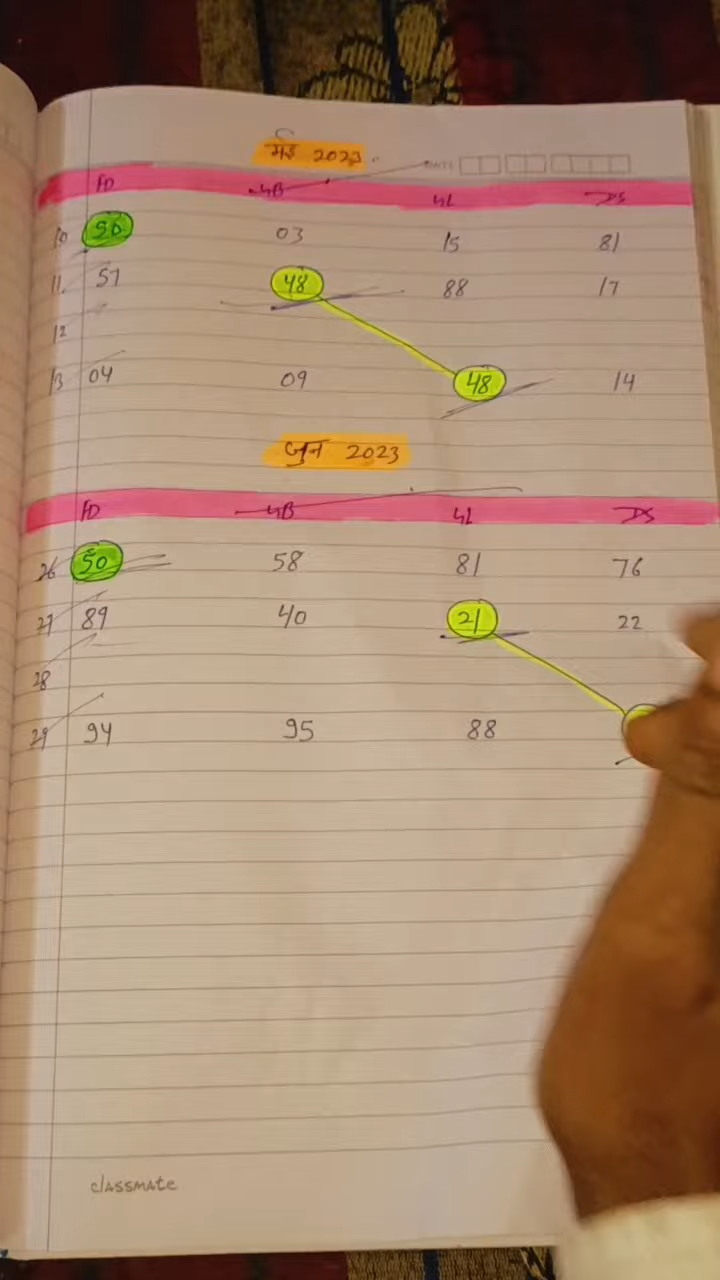 मई 2023
DATE
FD GB GL DS
10 50 03 15 81
11. 57 48 88 17
12
13 04 09 48 14
जुन 2023
FD GB GL DS
26 50 58 81 76
27 89 40 21 22
28
29 94 95 88
classmate